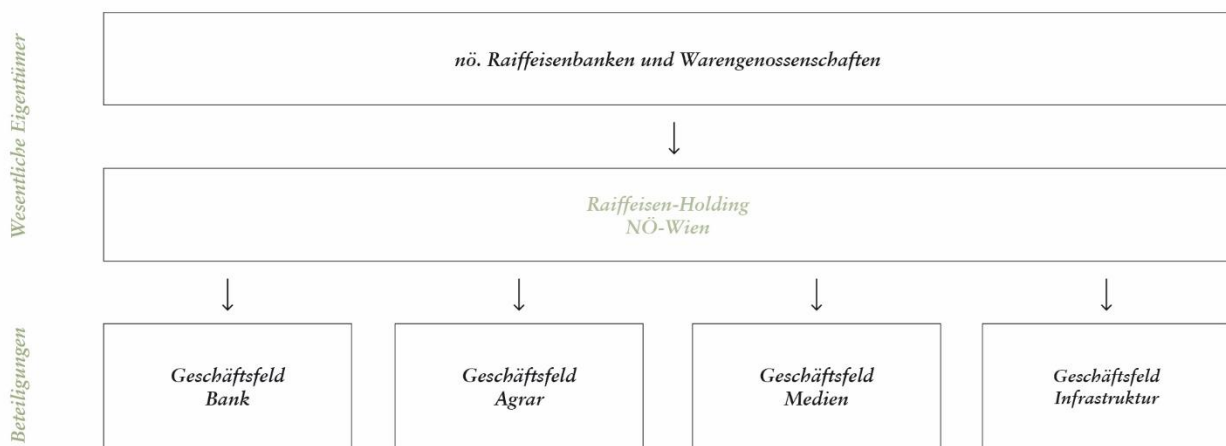 Wesentliche Eigentümer
nö. Raiffeisenbanken und Warengenossenschaften
Raiffeisen-Holding
NÖ-Wien
Beteiligungen
Geschäftsfeld
Bank
Geschäftsfeld
Agrar
Geschäftsfeld
Medien
Geschäftsfeld
Infrastruktur